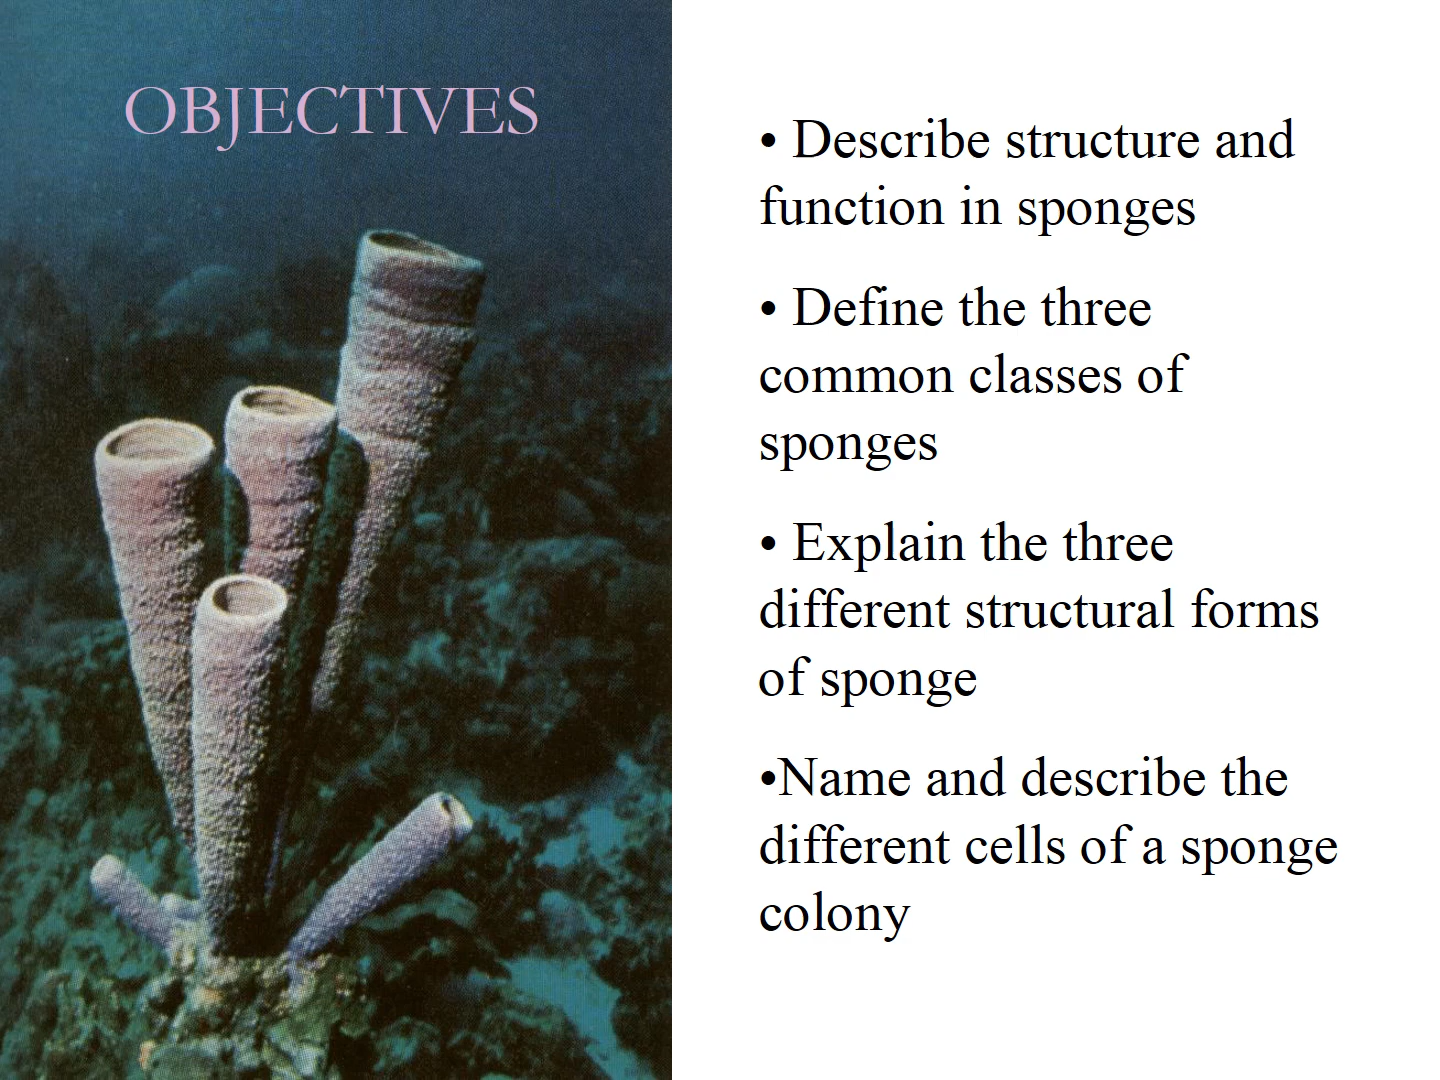 OBJECTIVES
• Describe structure and
function in sponges
• Define the three
common classes of
sponges
• Explain the three
different structural forms
of sponge
•Name and describe the
different cells of a sponge
colony